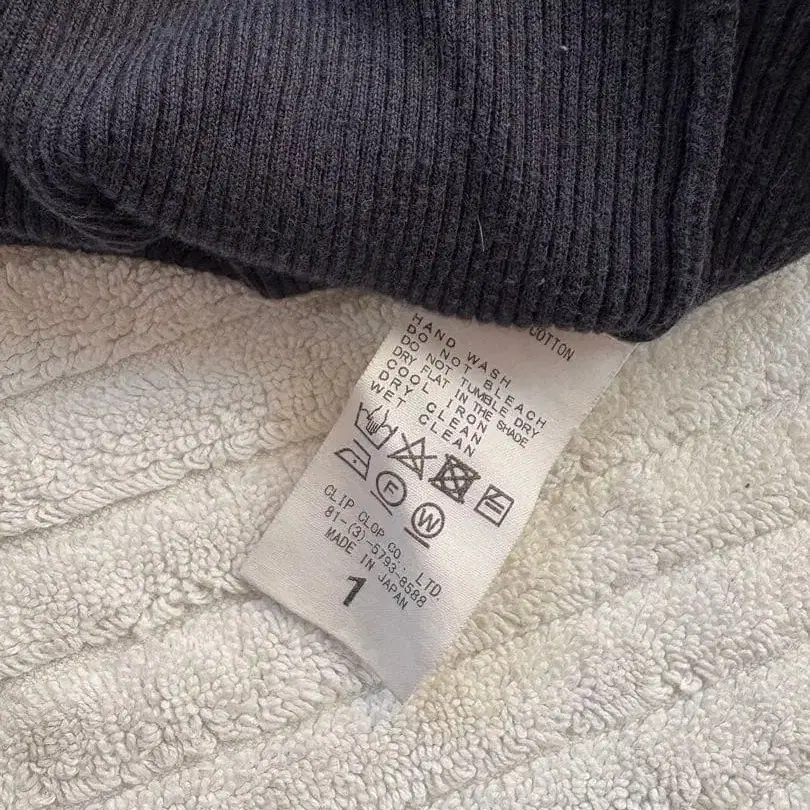 COTTON
HAND WASH
DO NOT BLEACH
DO NOT TUMBLE DRY
DRY FLAT IN THE SHADE
COOL IRON
DRY CLEAN
WET CLEAN
F
W
CLIP CLOP CO., LTD.
81-(3)-5793-8588
MADE IN JAPAN
1